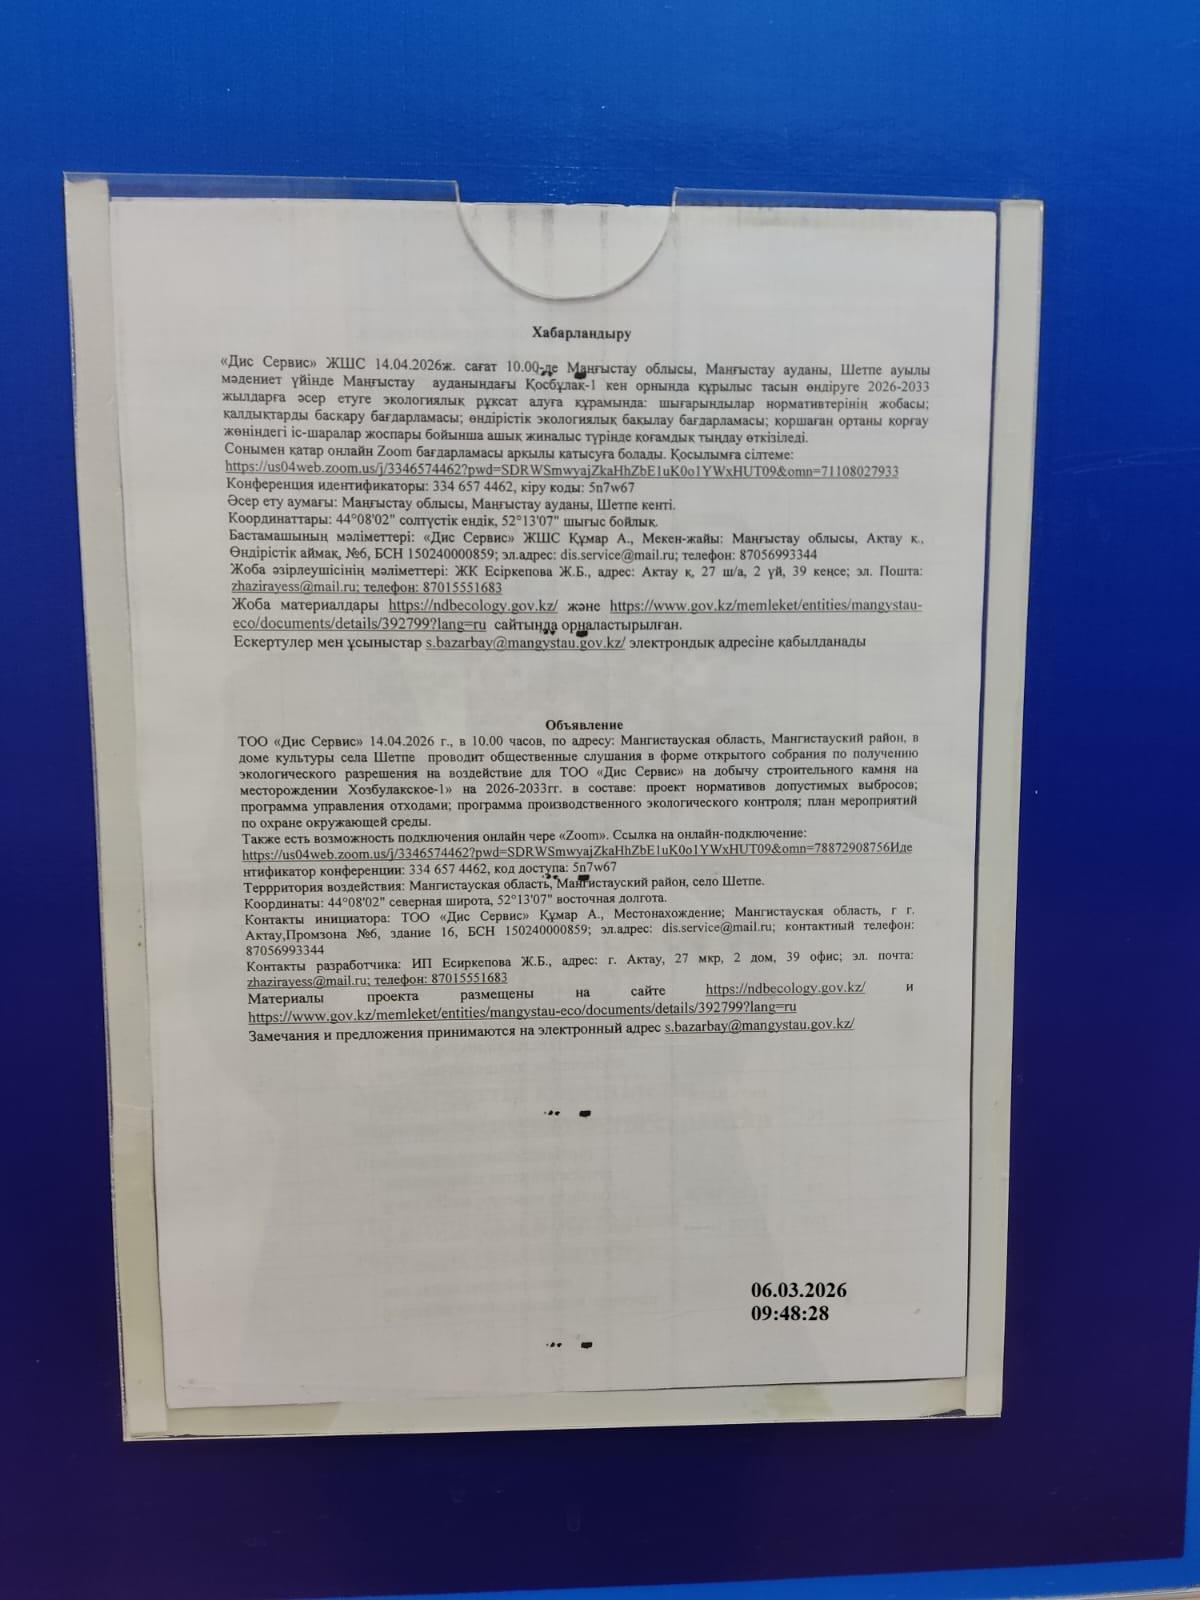 Хабарландыру
«Дис Сервис» ЖШС 14.04.2026ж. сағат 10.00-де Маңғыстау облысы, Маңғыстау ауданы, Шетпе ауылы
мәдениет үйінде Маңғыстау ауданындағы Қосбұлақ-1 кен орнында құрылыс тасын өндіруге 2026-2033
жылдарға әсер етуге экологиялық рұқсат алуға құрамында: шығарындылар нормативтерінің жобасы;
қалдықтарды басқару бағдарламасы; өндірістік экологиялық бақылау бағдарламасы; қоршаған ортаны қорғау
жөніндегі іс-шаралар жоспары бойынша ашық жиналыс түрінде қоғамдық тыңдау өткізіледі.
Сонымен қатар онлайн Zoom бағдарламасы арқылы қатысуға болады. Қосылымға сілтеме:
https://us04web.zoom.us/j/3346574462?pwd=SDRWSmwyajZkaHhZbE1uK0o1YWxHUT09&omn=71108027933
Конференция идентификаторы: 334 657 4462, кіру коды: 5n7w67
Әсер ету аумағы: Маңғыстау облысы, Маңғыстау ауданы, Шетпе кенті.
Координаттары: 44°08'02" солтүстік ендік, 52°13'07" шығыс бойлық.
Бастамашының мәліметтері: «Дис Сервис» ЖШС Құмар А., Мекен-жайы: Маңғыстау облысы, Ақтау қ.,
Өндірістік аймақ, №6, БСН 150240000859; эл.адрес: dis.service@mail.ru; телефон: 87056993344
Жоба әзірлеушісінің мәліметтері: ЖК Есіркепова Ж.Б., адрес: Актау қ, 27 ш/а, 2 үй, 39 кеңсе; эл. Пошта:
zhazirayess@mail.ru; телефон: 87015551683
Жоба материалдары https://ndbecology.gov.kz/ және https://www.gov.kz/memleket/entities/mangystau-
eco/documents/details/392799?lang=ru сайтында орналастырылған.
Ескертулер мен ұсыныстар s.bazarbay@mangystau.gov.kz/ электрондық адресіне қабылданады
Объявление
ТОО «Дис Сервис» 14.04.2026 г., в 10.00 часов, по адресу: Мангистауская область, Мангистауский район, в
доме культуры села Шетпе проводит общественные слушания в форме открытого собрания по получению
экологического разрешения на воздействие для ТОО «Дис Сервис» на добычу строительного камня на
месторождении Хозбулакское-1» на 2026-2033гг. в составе: проект нормативов допустимых выбросов;
программа управления отходами; программа производственного экологического контроля; план мероприятий
по охране окружающей среды.
Также есть возможность подключения онлайн чере «Zoom». Ссылка на онлайн-подключение:
https://us04web.zoom.us/j/3346574462?pwd=SDRWSmwyajZkaHhZbE1uK0o1YWxHUT09&omn=78872908756Иде
нтификатор конференции: 334 657 4462, код доступа: 5n7w67
Террритория воздействия: Мангистауская область, Мангистауский район, село Шетпе.
Координаты: 44°08'02" северная широта, 52°13'07" восточная долгота.
Контакты инициатора: ТОО «Дис Сервис» Құмар А., Местонахождение; Мангистауская область, г г.
Актау,Промзона №6, здание 16, БСН 150240000859; эл.адрес: dis.service@mail.ru; контактный телефон:
87056993344
Контакты разработчика: ИП Есиркепова Ж.Б., адрес: г. Актау, 27 мкр, 2 дом, 39 офис; эл. почта:
zhazirayess@mail.ru; телефон: 87015551683
Материалы проекта размещены на сайте https://ndbecology.gov.kz/ и
https://www.gov.kz/memleket/entities/mangystau-eco/documents/details/392799?lang=ru
Замечания и предложения принимаются на электронный адрес s.bazarbay@mangystau.gov.kz/
06.03.2026
09:48:28